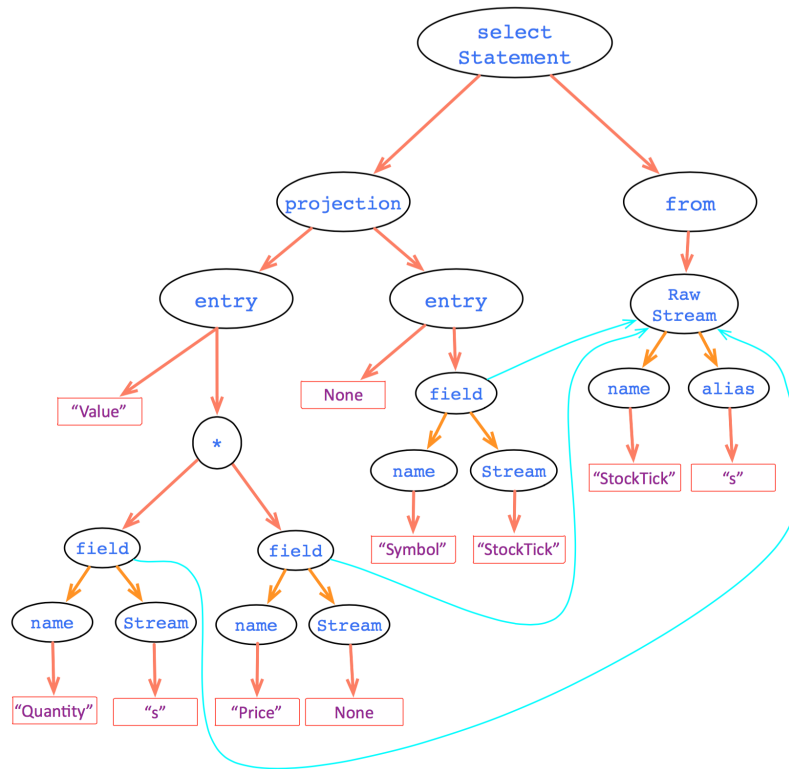 select
Statement
projection
from
entry
entry
Raw
Stream
“Value”
None
field
name
alias
*
name
Stream
“StockTick”
“s”
field
field
“Symbol”
“StockTick”
name
Stream
name
Stream
“Quantity”
“s”
“Price”
None